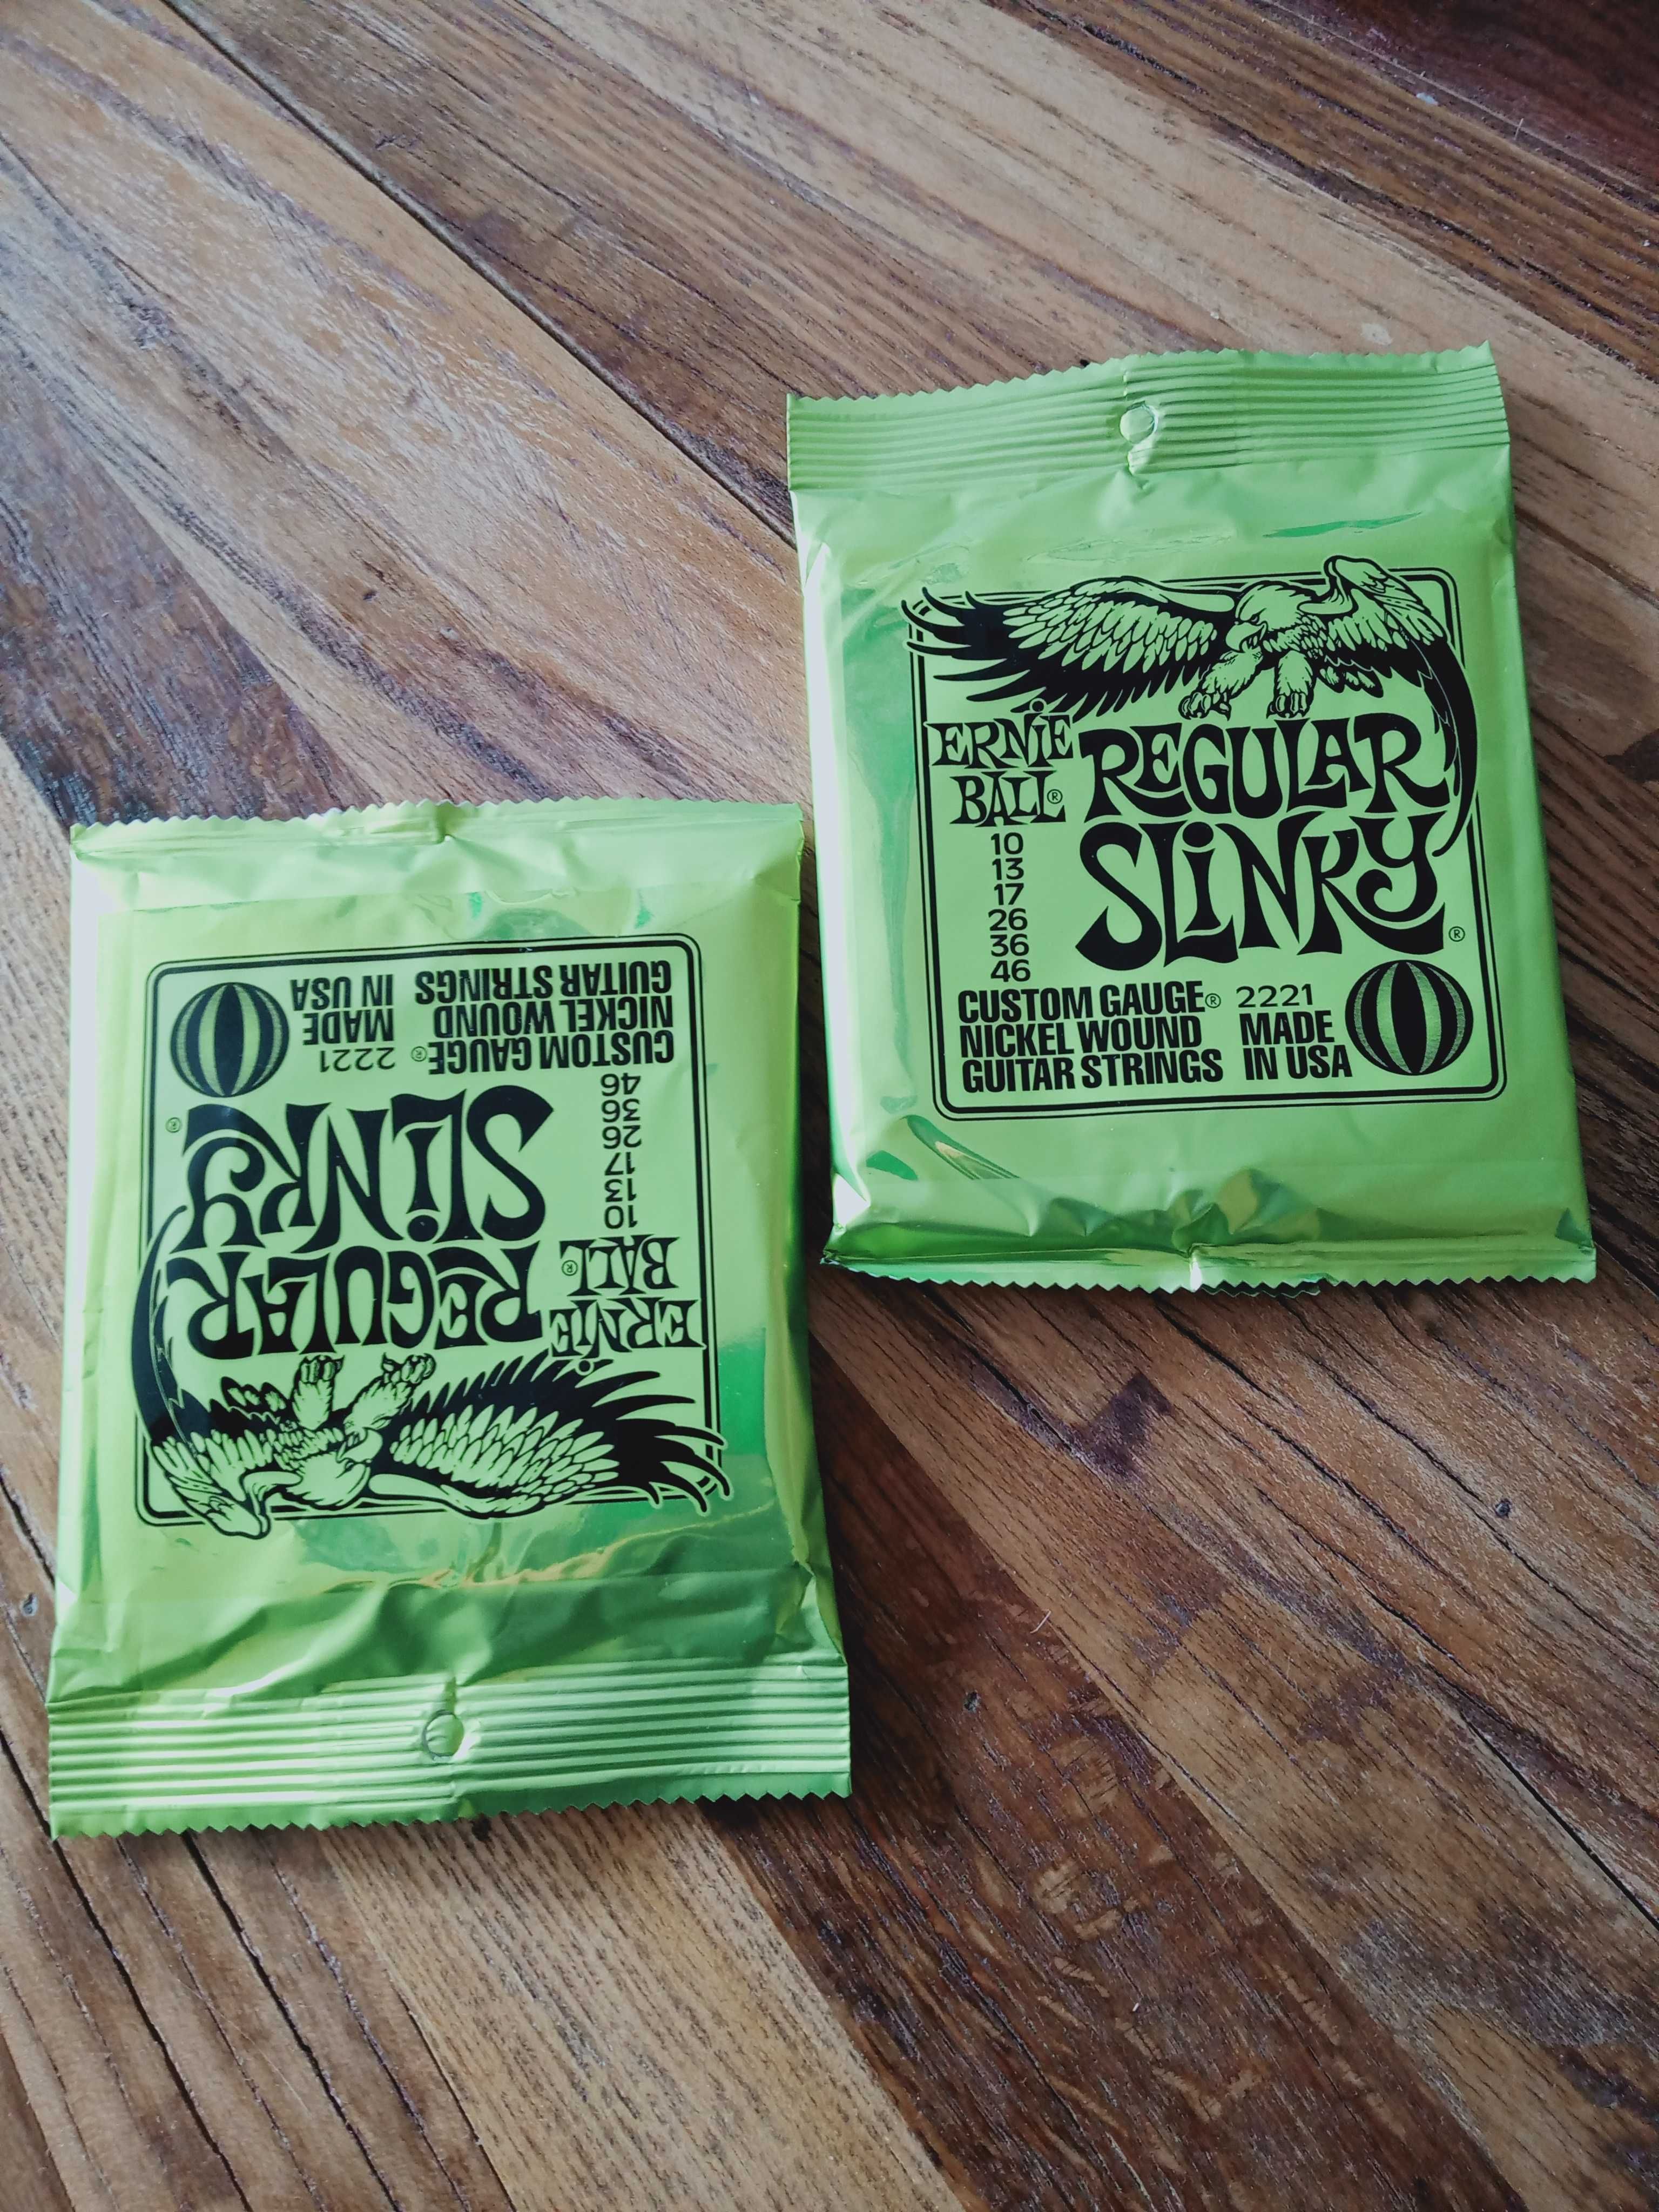 ERNIE
BALL®
REGULAR
SLINKY®
10
13
17
26
36
46
CUSTOM GAUGE®
NICKEL WOUND
GUITAR STRINGS
2221
MADE
IN USA
ERNIE
BALL®
REGULAR
SLINKY®
10
13
17
26
36
46
CUSTOM GAUGE®
NICKEL WOUND
GUITAR STRINGS
2221
MADE
IN USA